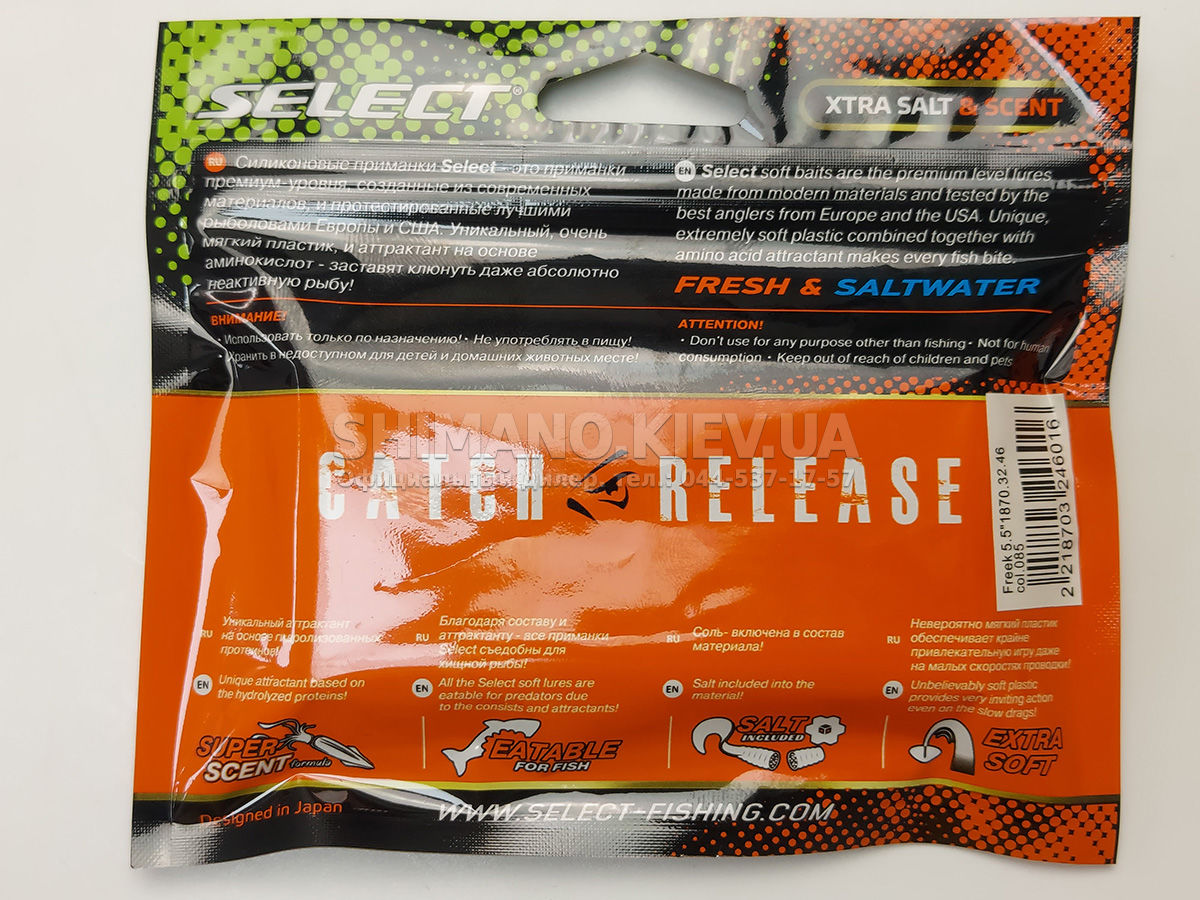 SELECT®
XTRA SALT & SCENT
RU Силиконовые приманки Select - это приманки
премиум-уровня, созданные из современных
материалов, и протестированные лучшими
рыболовами Европы и США. Уникальный, очень
мягкий пластик, и аттрактант на основе
аминокислот - заставят клюнуть даже абсолютно
неактивную рыбу!
ВНИМАНИЕ!
• Использовать только по назначению! • Не употреблять в пищу!
• Хранить в недоступном для детей и домашних животных месте!
EN Select soft baits are the premium level lures
made from modern materials and tested by the
best anglers from Europe and the USA. Unique,
extremely soft plastic combined together with
amino acid attractant makes every fish bite.
FRESH & SALTWATER
ATTENTION!
• Don't use for any purpose other than fishing • Not for human
consumption • Keep out of reach of children and pets
SHIMANO.KIEV.UA
Официальный дилер, тел.: 044-537-37-57
CATCH RELEASE
Freek 5.5"1870.32.46
col.085
2 218703 246016
RU Уникальный аттрактант
на основе гидролизованных
протеинов!
EN Unique attractant based on
the hydrolyzed proteins!
SUPER
SCENT formula
RU Благодаря составу и
аттрактанту - все приманки
Select съедобны для
хищной рыбы!
EN All the Select soft lures are
eatable for predators due
to the consists and attractants!
EATABLE
FOR FISH
RU Соль- включена в состав
материала!
EN Salt included into the
material!
SALT
INCLUDED
RU Невероятно мягкий пластик
обеспечивает крайне
привлекательную игру даже
на малых скоростях проводки!
EN Unbelievably soft plastic
provides very inviting action
even on the slow drags!
EXTRA
SOFT
Designed in Japan
WWW.SELECT-FISHING.COM